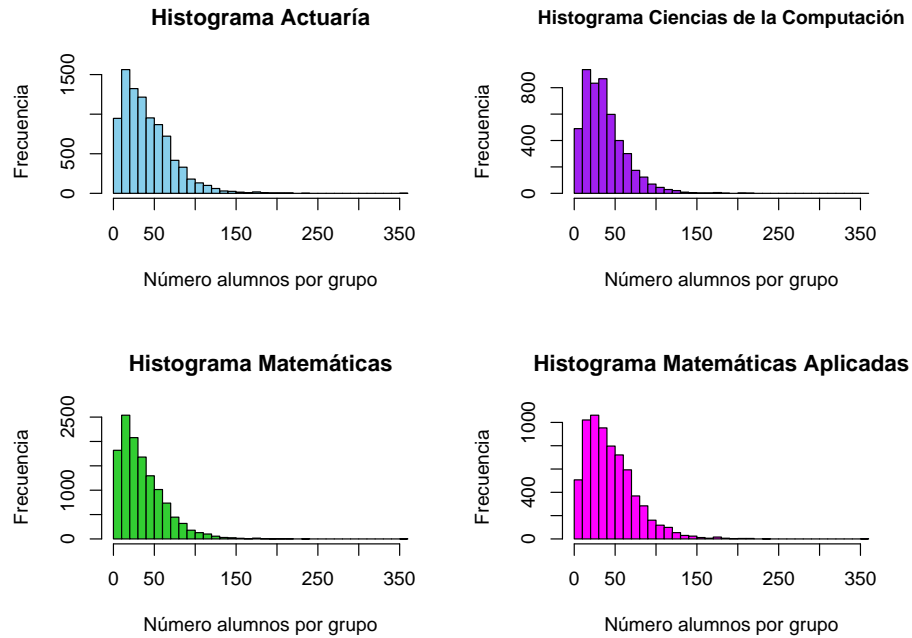 Histograma Actuaría
Frecuencia
0
500
1500
0
50
150
250
350
Número alumnos por grupo
Histograma Ciencias de la Computación
Frecuencia
0
400
800
0
50
150
250
350
Número alumnos por grupo
Histograma Matemáticas
Frecuencia
0
1000
2500
0
50
150
250
350
Número alumnos por grupo
Histograma Matemáticas Aplicadas
Frecuencia
0
400
1000
0
50
150
250
350
Número alumnos por grupo